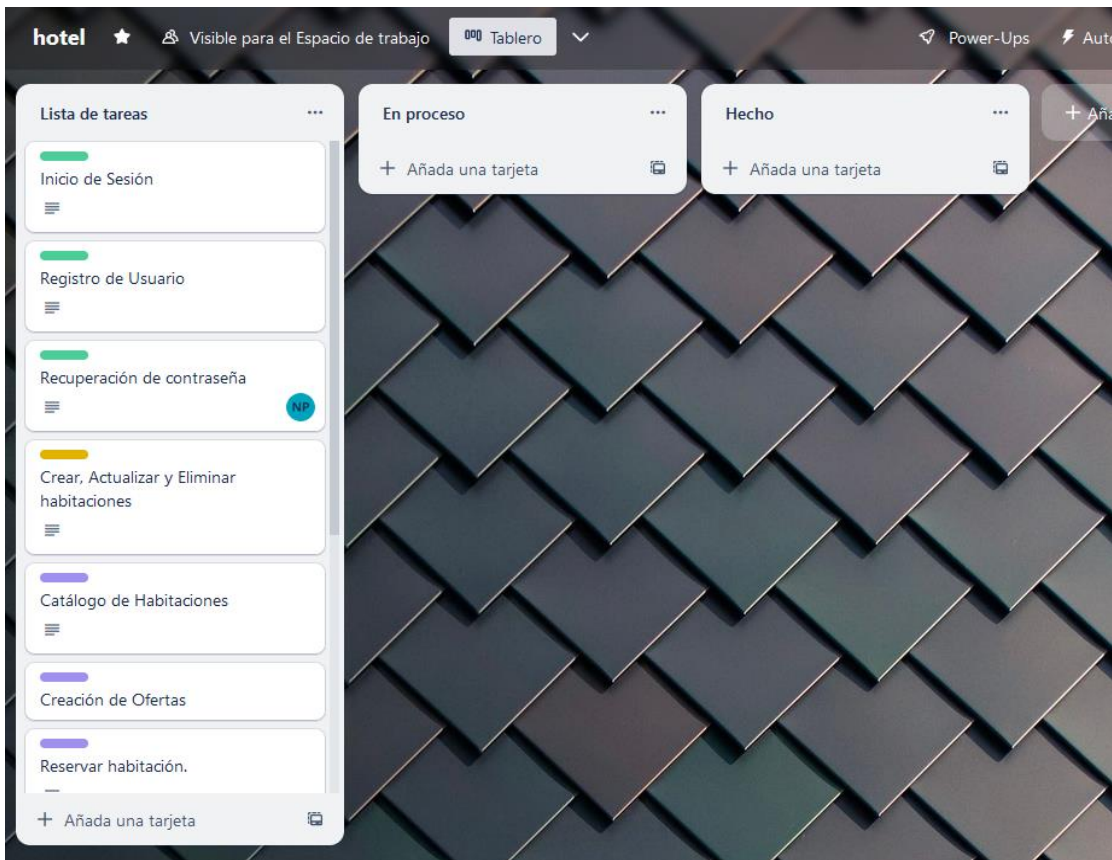 hotel
Visible para el Espacio de trabajo
Tablero
Power-Ups
Auto
Lista de tareas
Inicio de Sesión
Registro de Usuario
Recuperación de contraseña
NP
Crear, Actualizar y Eliminar
habitaciones
Catálogo de Habitaciones
Creación de Ofertas
Reservar habitación.
+ Añada una tarjeta
En proceso
+ Añada una tarjeta
Hecho
+ Añada una tarjeta
+ Aña